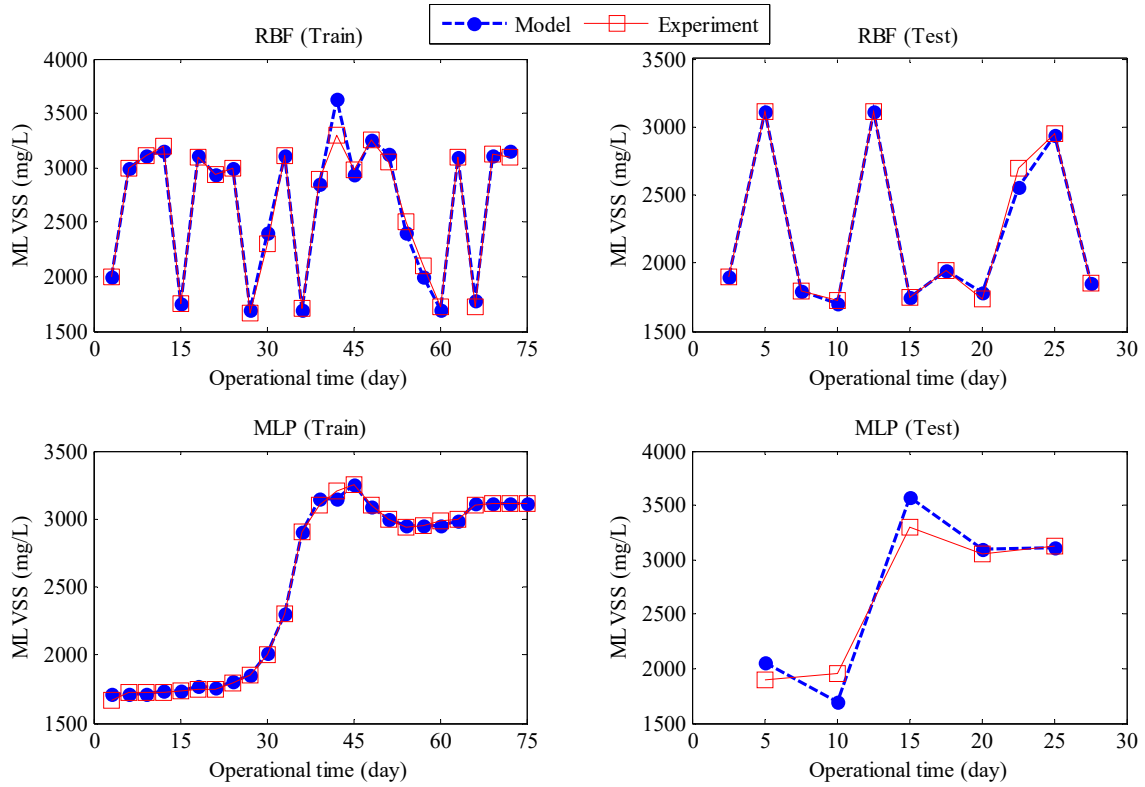 Model Experiment
RBF (Train)
ML VSS (mg/L)
4000
3500
3000
2500
2000
1500
0 15 30 45 60 75
Operational time (day)
RBF (Test)
ML VSS (mg/L)
3500
3000
2500
2000
1500
0 5 10 15 20 25 30
Operational time (day)
MLP (Train)
ML VSS (mg/L)
3500
3000
2500
2000
1500
0 15 30 45 60 75
Operational time (day)
MLP (Test)
ML VSS (mg/L)
4000
3500
3000
2500
2000
1500
0 5 10 15 20 25 30
Operational time (day)